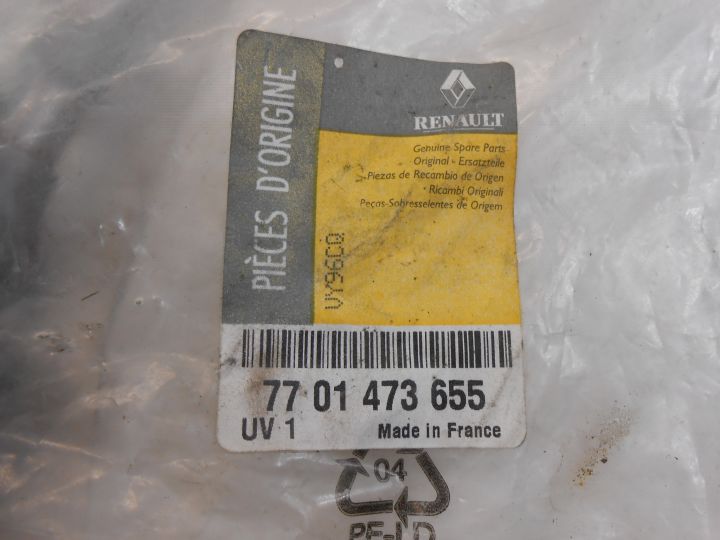 PIÈCES D'ORIGINE
RENAULT
Genuine Spare Parts
Original - Ersatzteile
Piezas de Recambio de Origen
Ricambi Originali
Peças-Sobresselentes de Origem
VY96CQ
77 01 473 655
UV 1
Made in France
04
PE-LD